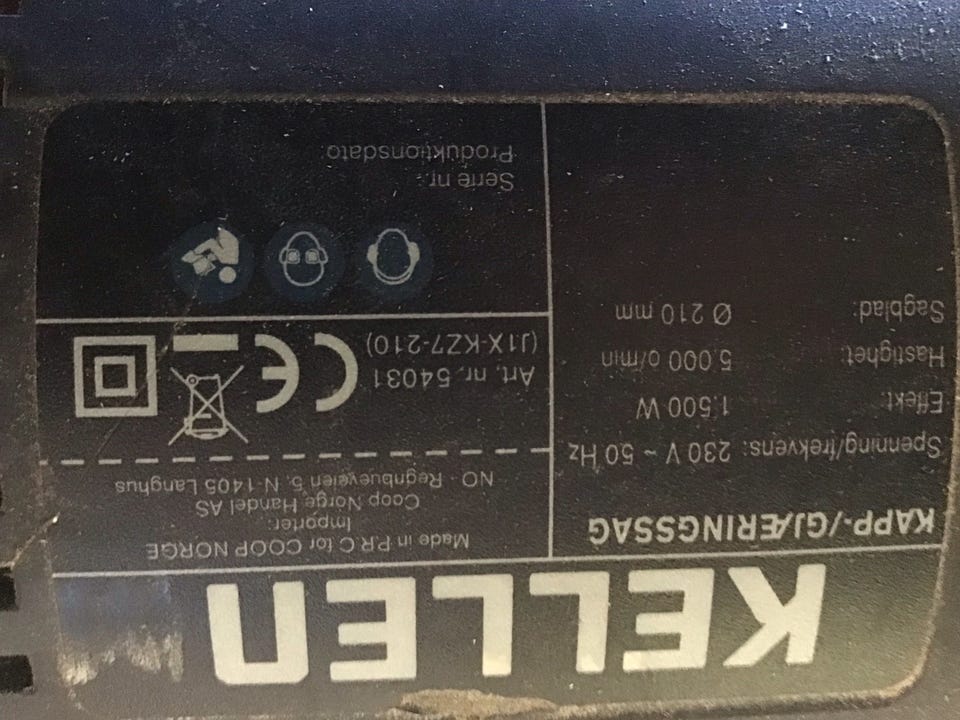 KELLEN
KAPP-/GJÆRINGSSAG
Spenning/frekvens: 230 V ~ 50 Hz
Effekt: 1.500 W
Hastighet: 5.000 o/min
Sagblad: Ø 210 mm
Made in P.R.C for COOP NORGE
Importer:
Coop Norge Handel AS
NO - Regnbueveien 5, N-1405 Langhus
CE
Art. nr. 54031
(J1X-KZ7-210)
Serie nr.:
Produktionsdato: